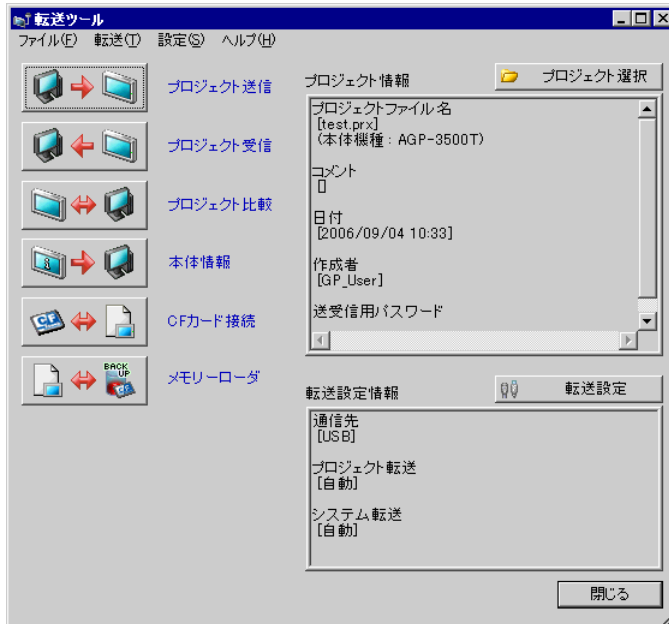 転送ツール
ファイル(F) 転送(T) 設定(S) ヘルプ(H)
プロジェクト送信
プロジェクト受信
プロジェクト比較
本体情報
CF
CFカード接続
BACK
UP
CF
メモリーローダ
プロジェクト情報
プロジェクト選択
プロジェクトファイル名
[test.prx]
(本体機種 : AGP-3500T)
コメント
[]
日付
[2006/09/04 10:33]
作成者
[GP_User]
送受信用パスワード
転送設定情報
転送設定
通信先
[USB]
プロジェクト転送
[自動]
システム転送
[自動]
閉じる